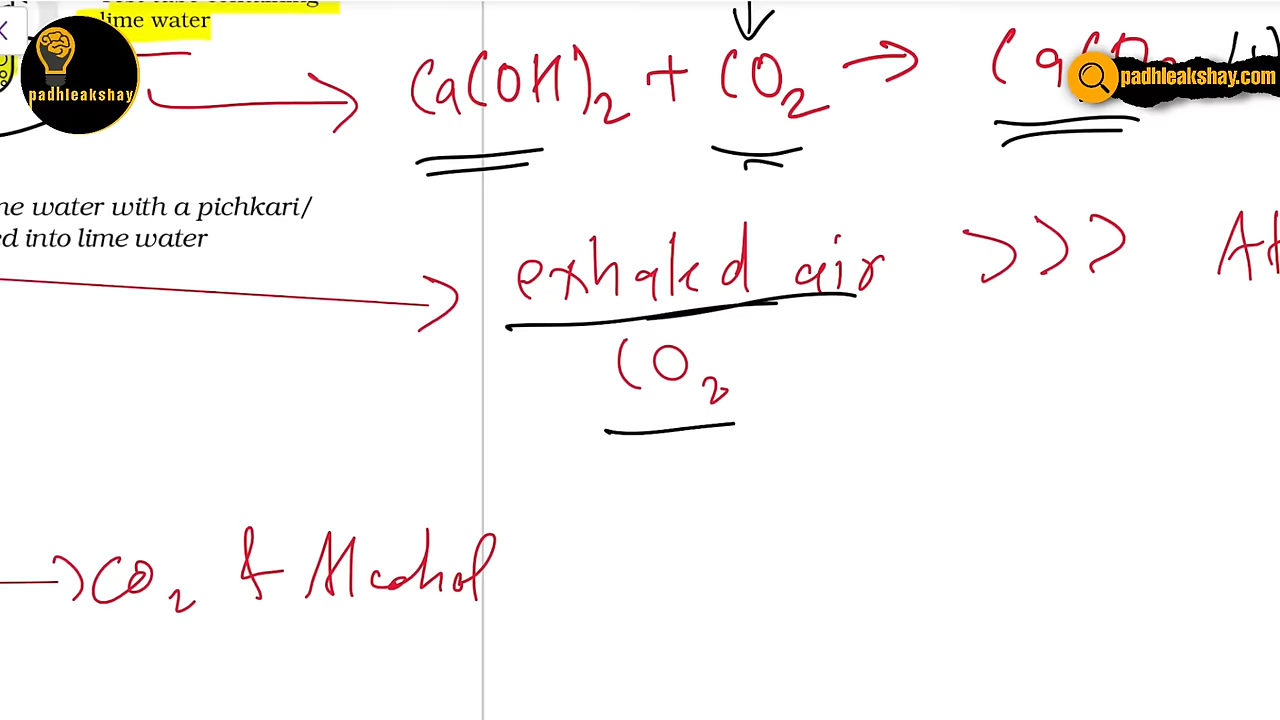 lime water
padhleakshay
Ca(OH)2 + CO2 →
padhleakshay.com
ne water with a pichkari/
ed into lime water
exhaled air >>>
CO2
CO2 & Alcohol